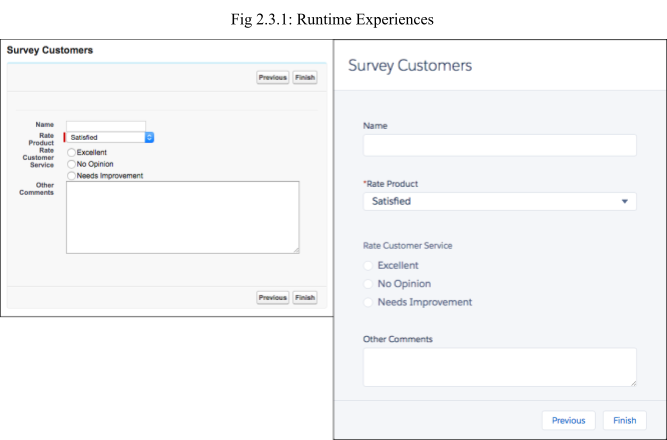 Fig 2.3.1: Runtime Experiences
Survey Customers
Previous Finish
Name
Rate
Product
Satisfied
Rate
Customer
Service
Excellent
No Opinion
Needs Improvement
Other
Comments
Previous Finish
Survey Customers
Name
*Rate Product
Satisfied
Rate Customer Service
Excellent
No Opinion
Needs Improvement
Other Comments
Previous Finish